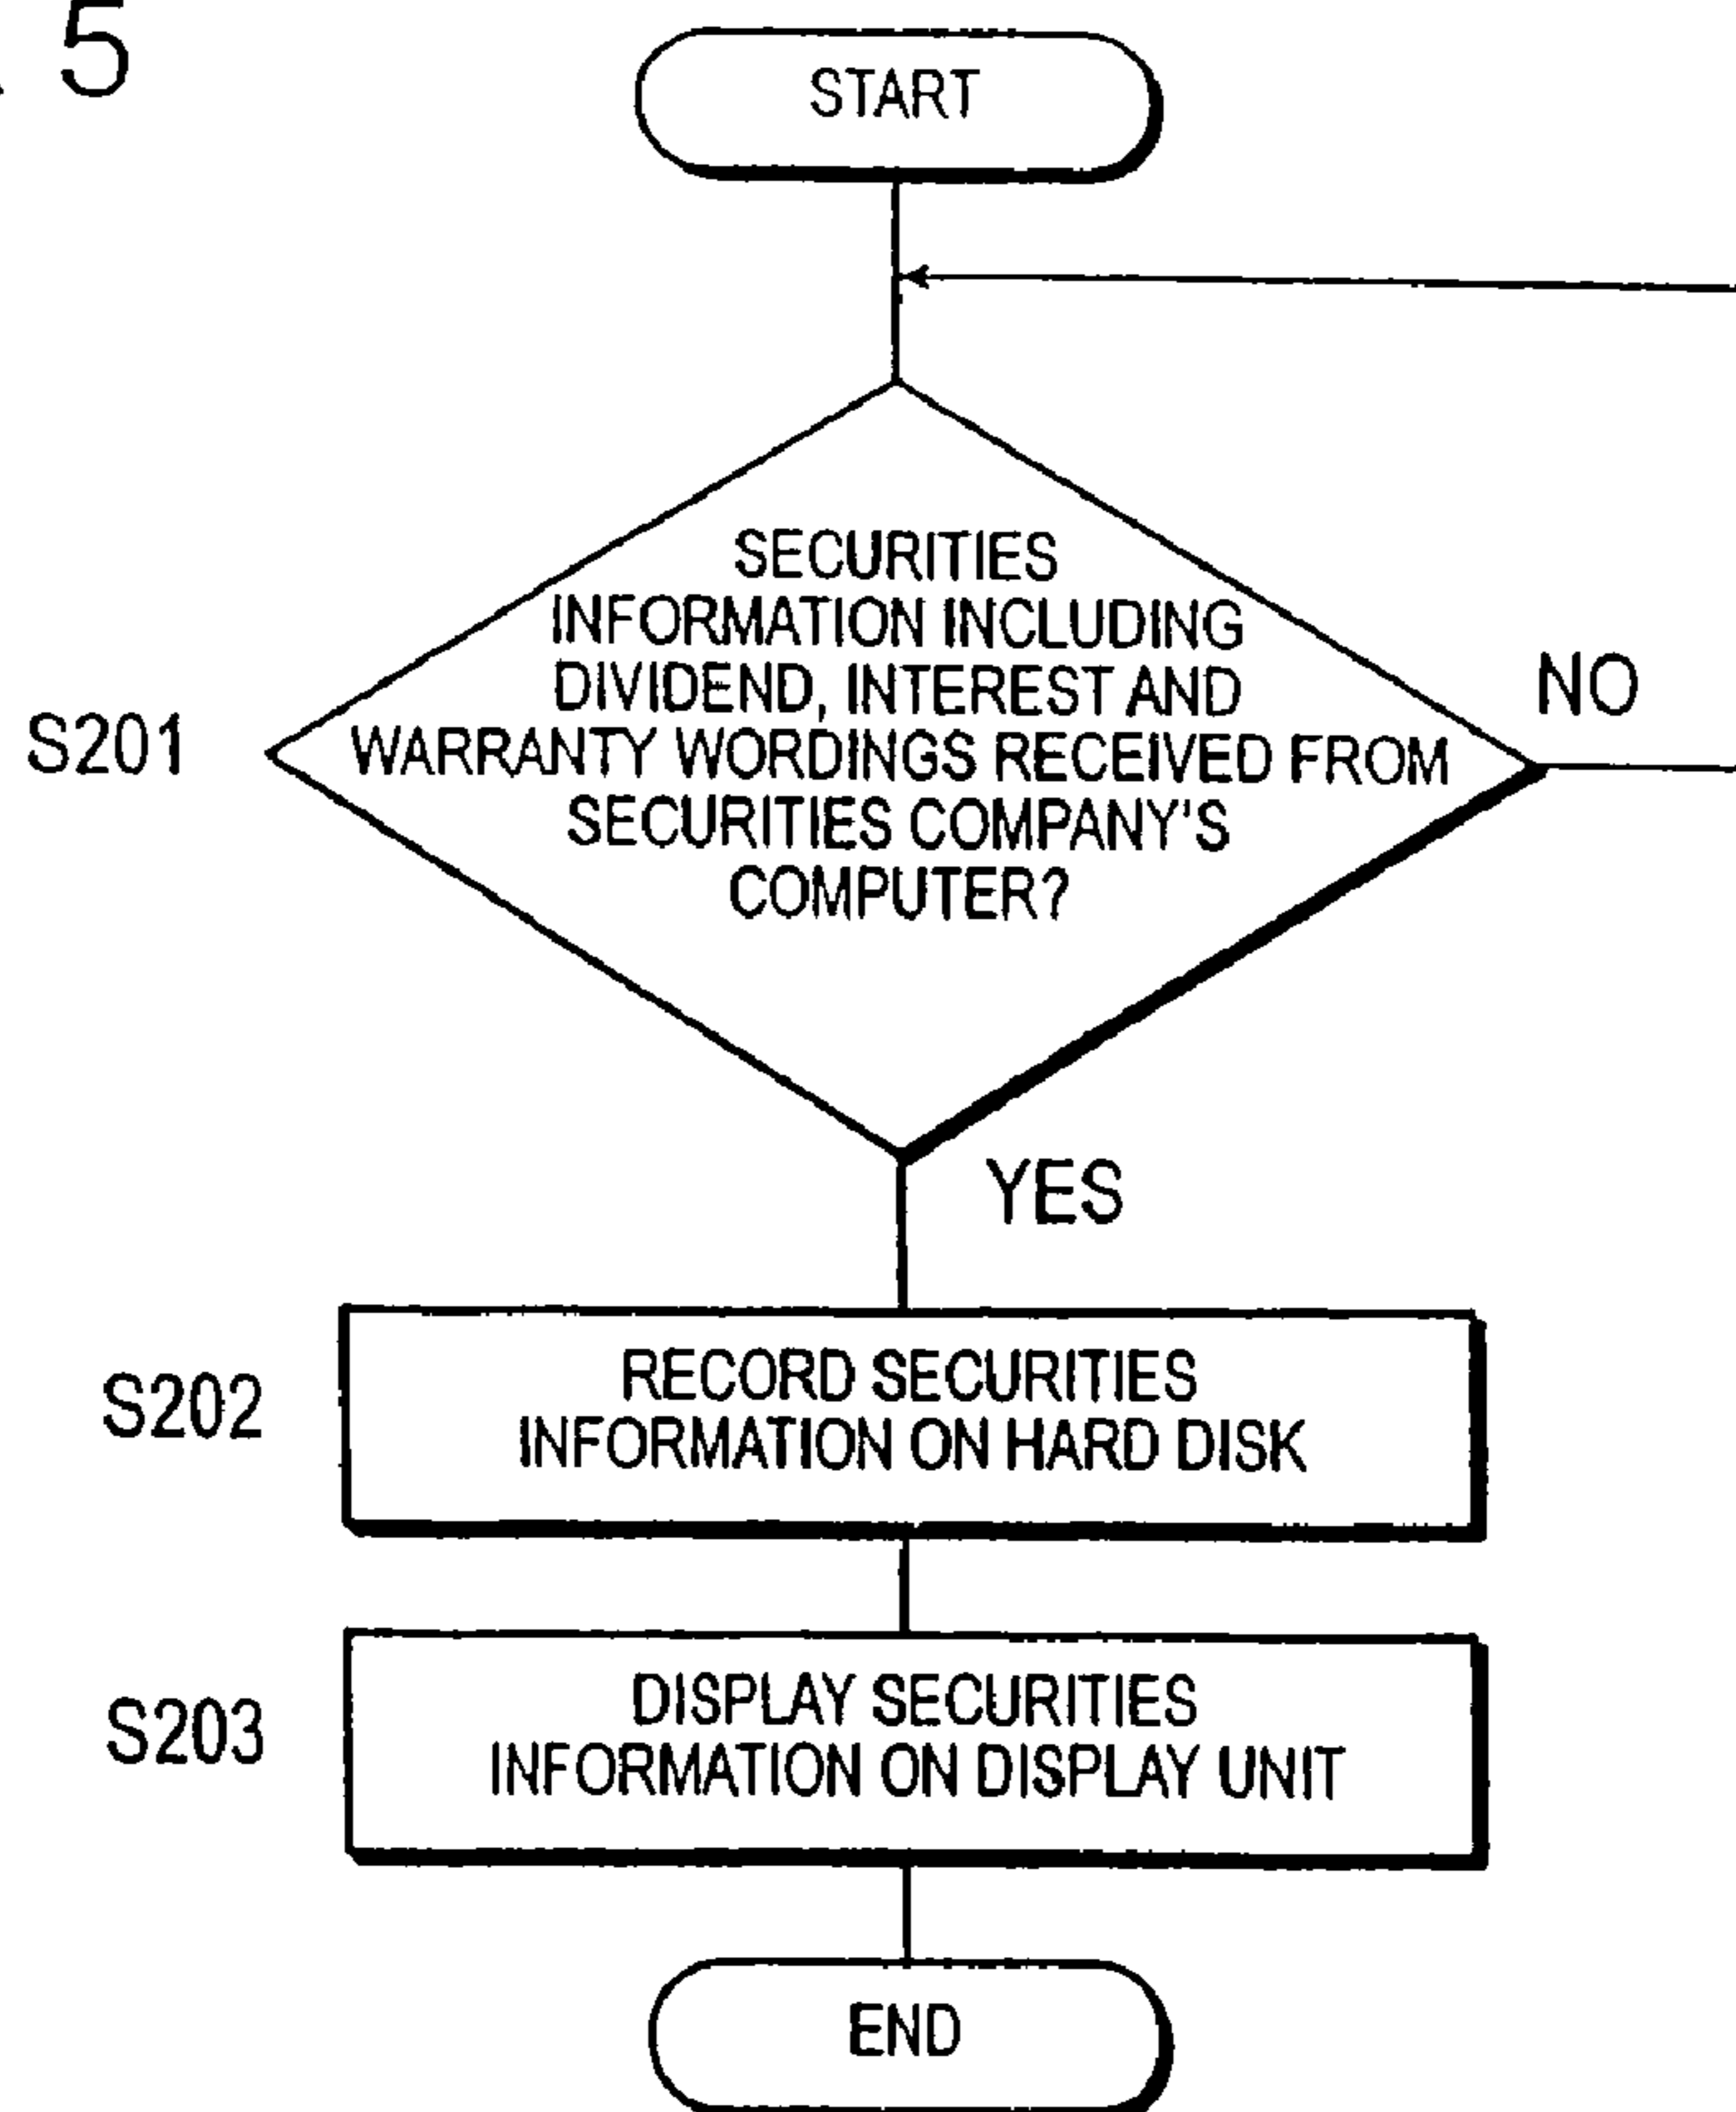 5
START
SECURITIES
INFORMATION INCLUDING
DIVIDEND, INTEREST AND
WARRANTY WORDINGS RECEIVED FROM
SECURITIES COMPANY'S
COMPUTER?
S201
NO
YES
S202
RECORD SECURITIES
INFORMATION ON HARD DISK
S203
DISPLAY SECURITIES
INFORMATION ON DISPLAY UNIT
END